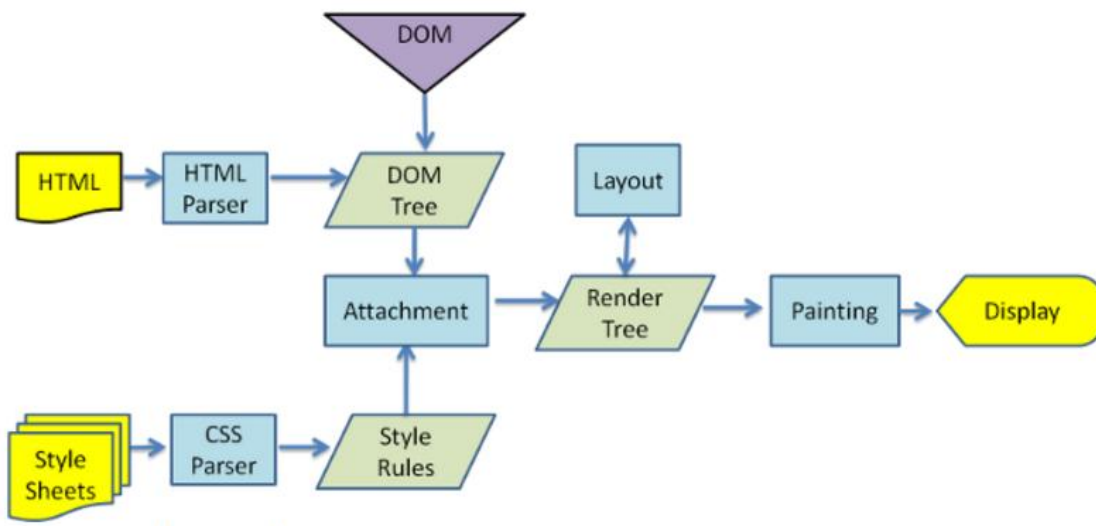 DOM
HTML
HTML
Parser
DOM
Tree
Layout
Attachment
Render
Tree
Painting
Display
Style
Sheets
CSS
Parser
Style
Rules